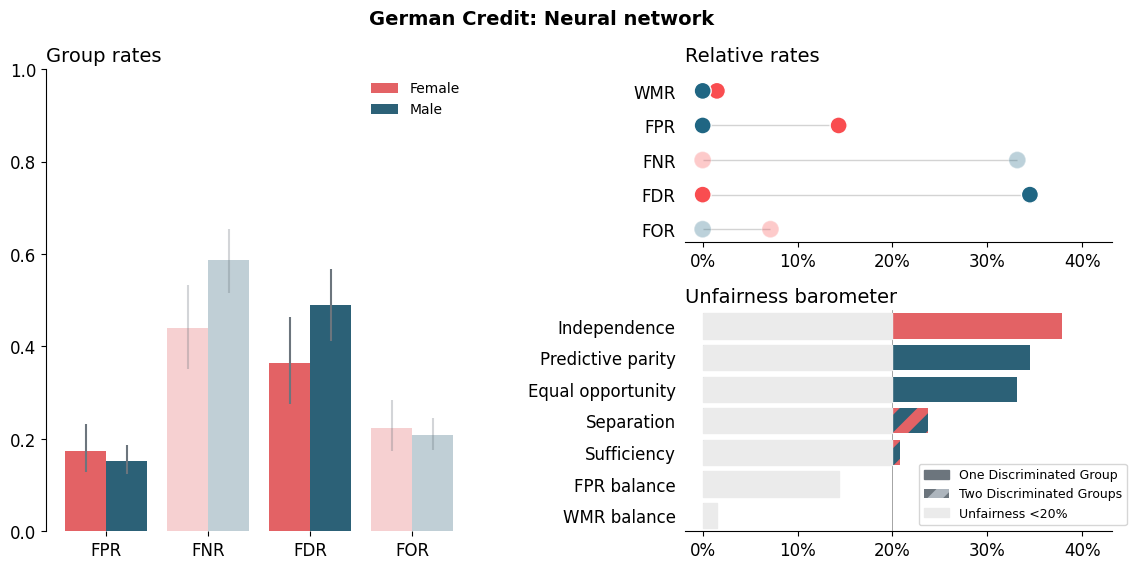 German Credit: Neural network
Group rates
1.0
0.8
0.6
0.4
0.2
0.0
FPR FNR FDR FOR
Female
Male
Relative rates
WMR
FPR
FNR
FDR
FOR
0% 10% 20% 30% 40%
Unfairness barometer
Independence
Predictive parity
Equal opportunity
Separation
Sufficiency
FPR balance
WMR balance
0% 10% 20% 30% 40%
One Discriminated Group
Two Discriminated Groups
Unfairness <20%